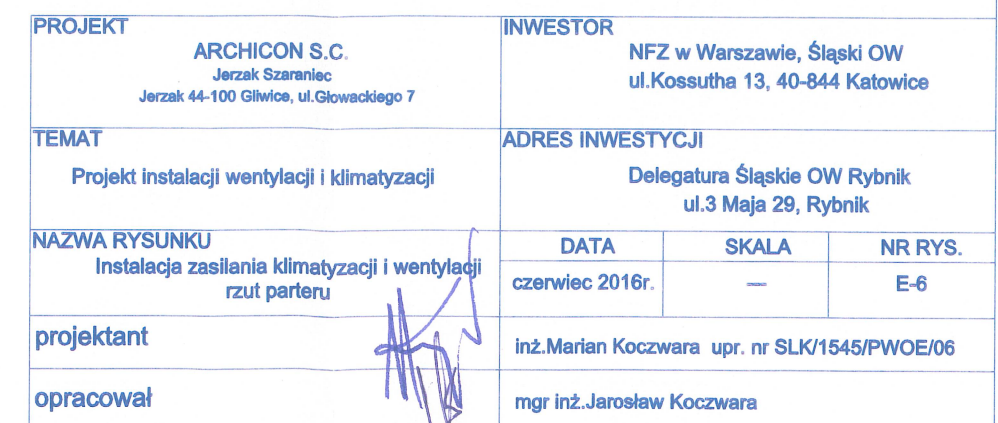 PROJEKT
ARCHICON S.C.
Jerzak Szaraniec
Jerzak 44-100 Gliwice, ul.Głowackiego 7
INWESTOR
NFZ w Warszawie, Śląski OW
ul.Kossutha 13, 40-844 Katowice
TEMAT
Projekt instalacji wentylacji i klimatyzacji
ADRES INWESTYCJI
Delegatura Śląskie OW Rybnik
ul.3 Maja 29, Rybnik
NAZWA RYSUNKU
Instalacja zasilania klimatyzacji i wentylacji
rzut parteru
DATA SKALA NR RYS.
czerwiec 2016r. — E-6
projektant
inż.Marian Koczwara upr. nr SLK/1545/PWOE/06
opracował
mgr inż.Jarosław Koczwara